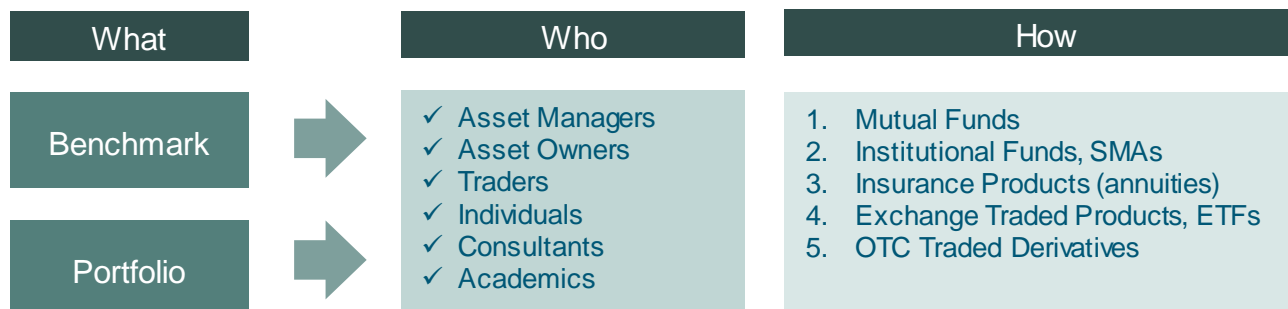 What
Benchmark
Portfolio
Who
✓ Asset Managers
✓ Asset Owners
✓ Traders
✓ Individuals
✓ Consultants
✓ Academics
How
1. Mutual Funds
2. Institutional Funds, SMAs
3. Insurance Products (annuities)
4. Exchange Traded Products, ETFs
5. OTC Traded Derivatives